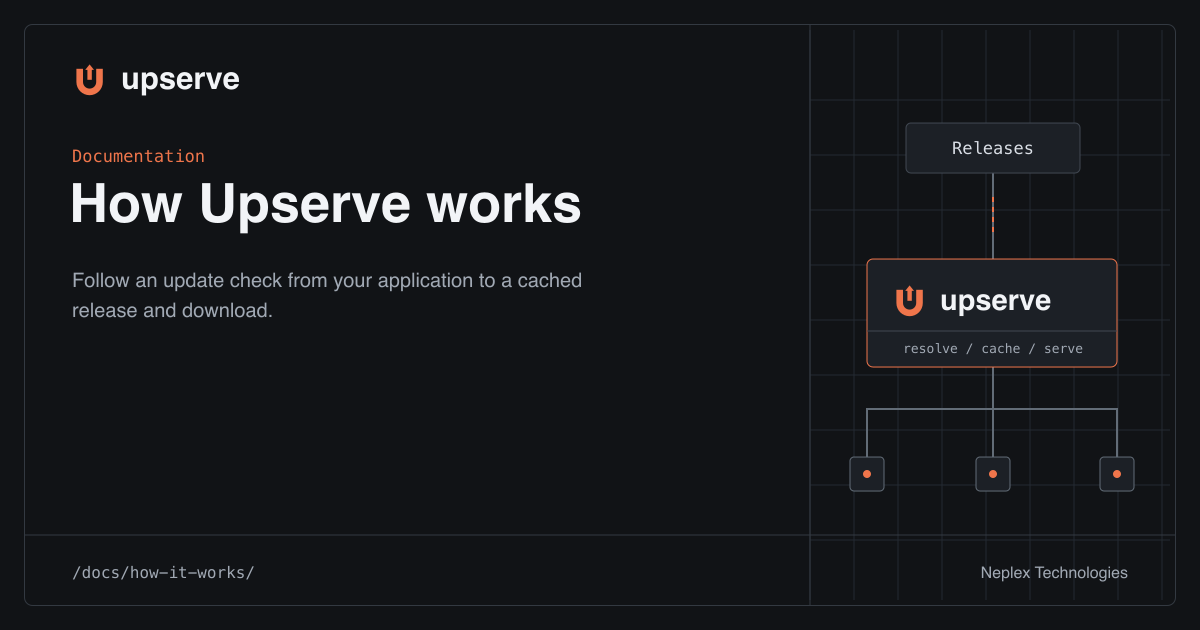 upserve
Documentation
How Upserve works
Follow an update check from your application to a cached
release and download.
Releases
upserve
resolve / cache / serve
/docs/how-it-works/
Neplex Technologies